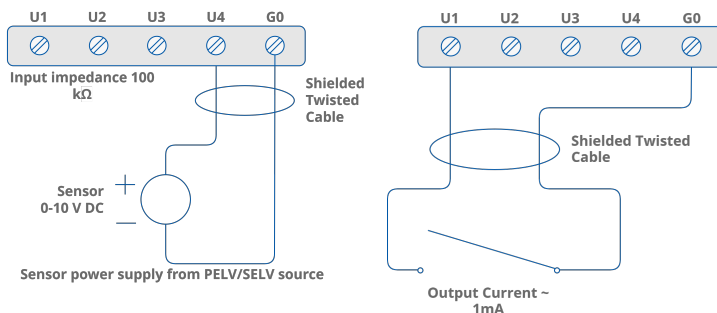 U1 U2 U3 U4 G0
Input impedance 100
kΩ
Shielded
Twisted
Cable
Sensor
0-10 V DC
Sensor power supply from PELV/SELV source
U1 U2 U3 U4 G0
Shielded Twisted
Cable
Output Current ~
1mA